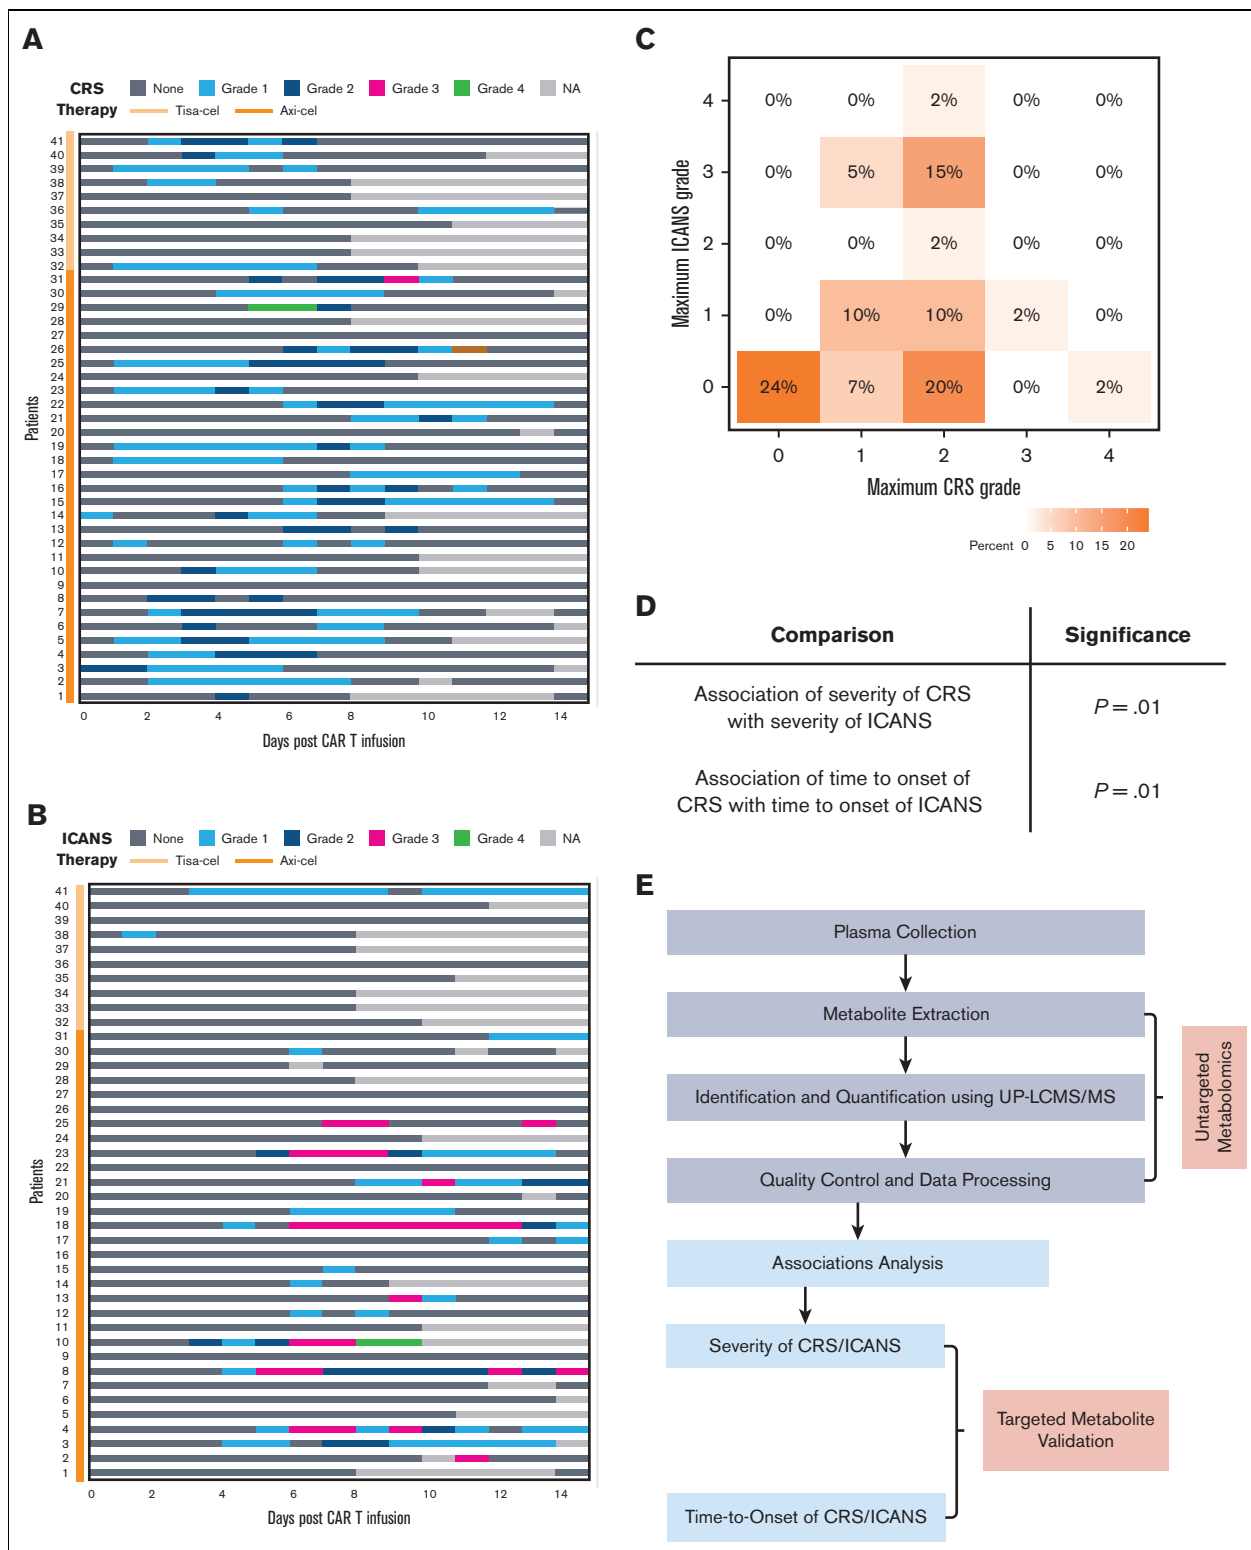 A
CRS None Grade 1 Grade 2 Grade 3 Grade 4 NA
Therapy Tisa-cel Axi-cel
41
40
39
38
37
36
35
34
33
32
31
30
29
28
27
26
25
24
23
22
21
20
19
18
17
16
15
14
13
12
11
10
9
8
7
6
5
4
3
2
1
Patients
0 2 4 6 8 10 12 14
Days post CAR T infusion
B
ICANS None Grade 1 Grade 2 Grade 3 Grade 4 NA
Therapy Tisa-cel Axi-cel
41
40
39
38
37
36
35
34
33
32
31
30
29
28
27
26
25
24
23
22
21
20
19
18
17
16
15
14
13
12
11
10
9
8
7
6
5
4
3
2
1
Patients
0 2 4 6 8 10 12 14
Days post CAR T infusion
C
Maximum ICANS grade
4 0% 0% 2% 0% 0%
3 0% 5% 15% 0% 0%
2 0% 0% 2% 0% 0%
1 0% 10% 10% 2% 0%
0 24% 7% 20% 0% 2%
0 1 2 3 4
Maximum CRS grade
Percent 0 5 10 15 20
D
Comparison Significance
Association of severity of CRS
with severity of ICANS
P = .01
Association of time to onset of
CRS with time to onset of ICANS
P = .01
E
Plasma Collection
Metabolite Extraction
Identification and Quantification using UP-LCMS/MS
Quality Control and Data Processing
Untargeted
Metabolomics
Associations Analysis
Severity of CRS/ICANS
Targeted Metabolite
Validation
Time-to-Onset of CRS/ICANS